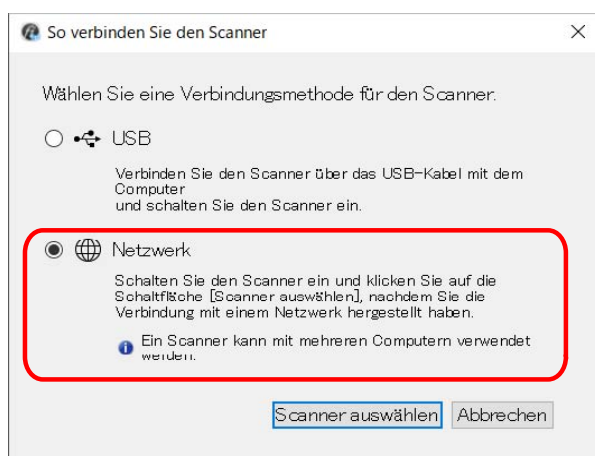 So verbinden Sie den Scanner
Wählen Sie eine Verbindungsmethode für den Scanner.
USB
Verbinden Sie den Scanner über das USB-Kabel mit dem
Computer
und schalten Sie den Scanner ein.
Netzwerk
Schalten Sie den Scanner ein und klicken Sie auf die
Schaltfläche [Scanner auswählen], nachdem Sie die
Verbindung mit einem Netzwerk hergestellt haben.
Ein Scanner kann mit mehreren Computern verwendet
werden.
Scanner auswählen Abbrechen